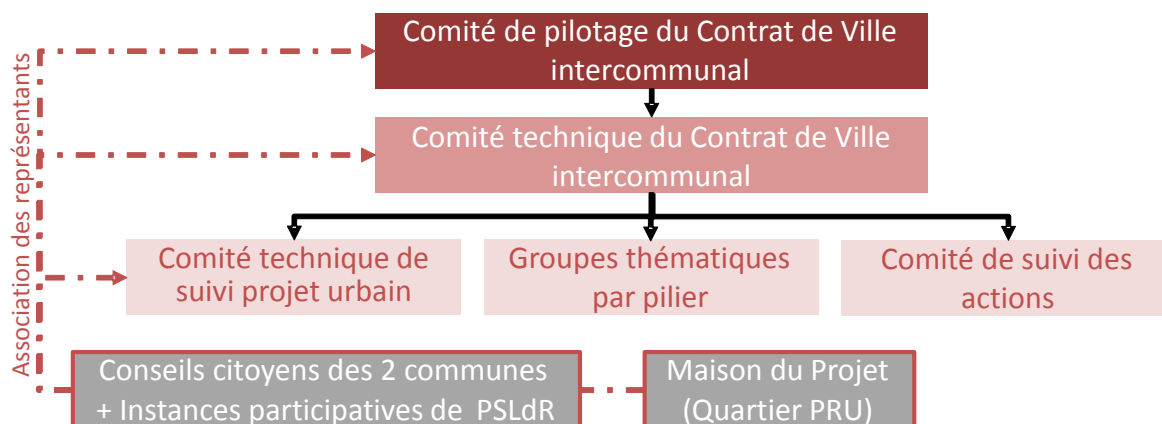 Comité de pilotage du Contrat de Ville
intercommunal
Comité technique du Contrat de Ville
intercommunal
Comité technique de
suivi projet urbain
Groupes thématiques
par pilier
Comité de suivi des
actions
Conseils citoyens des 2 communes
+ Instances participatives de PSLdR
Maison du Projet
(Quartier PRU)
Association des représentants